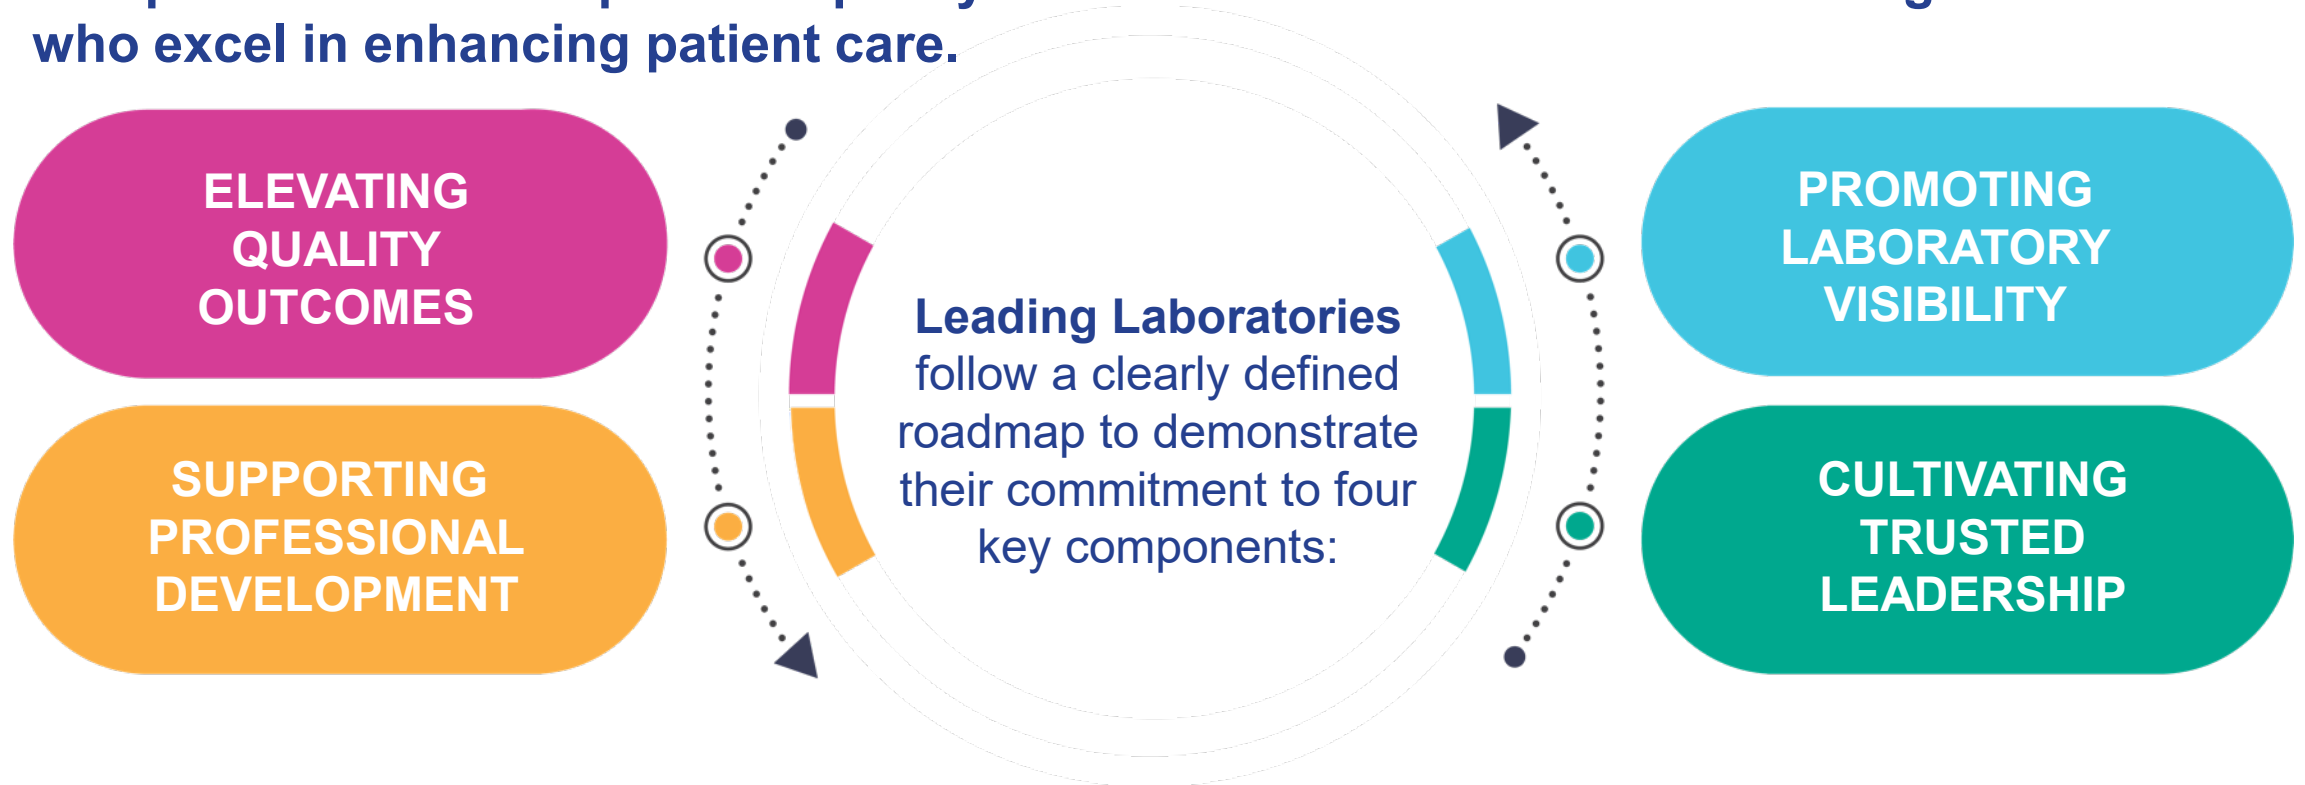 who excel in enhancing patient care.
ELEVATING
QUALITY
OUTCOMES
SUPPORTING
PROFESSIONAL
DEVELOPMENT
Leading Laboratories
follow a clearly defined
roadmap to demonstrate
their commitment to four
key components:
PROMOTING
LABORATORY
VISIBILITY
CULTIVATING
TRUSTED
LEADERSHIP